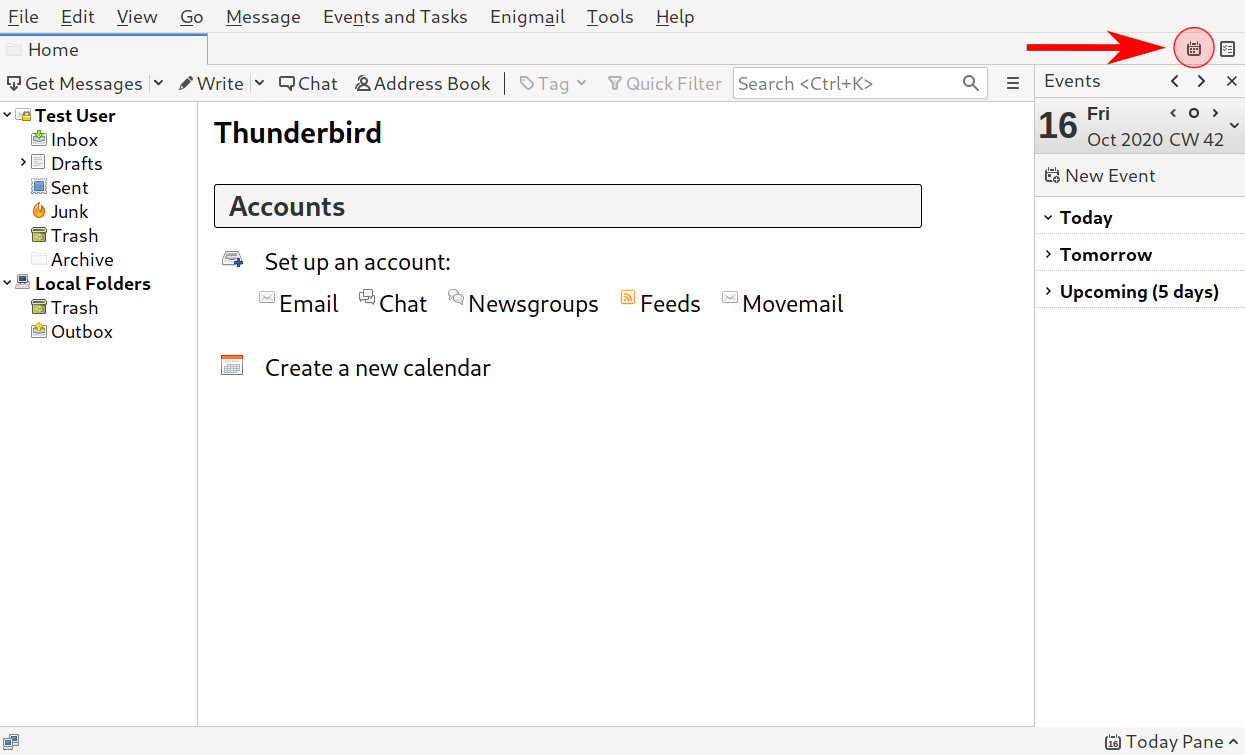 File Edit View Go Message Events and Tasks Enigmail Tools Help
Home
Get Messages Write Chat Address Book Tag Quick Filter Search <Ctrl+K>
Events
Test User
Inbox
Drafts
Sent
Junk
Trash
Archive
Local Folders
Trash
Outbox
Thunderbird
Accounts
Set up an account:
Email Chat Newsgroups Feeds Movemail
Create a new calendar
16 Fri
Oct 2020 CW 42
New Event
Today
Tomorrow
Upcoming (5 days)
16 Today Pane